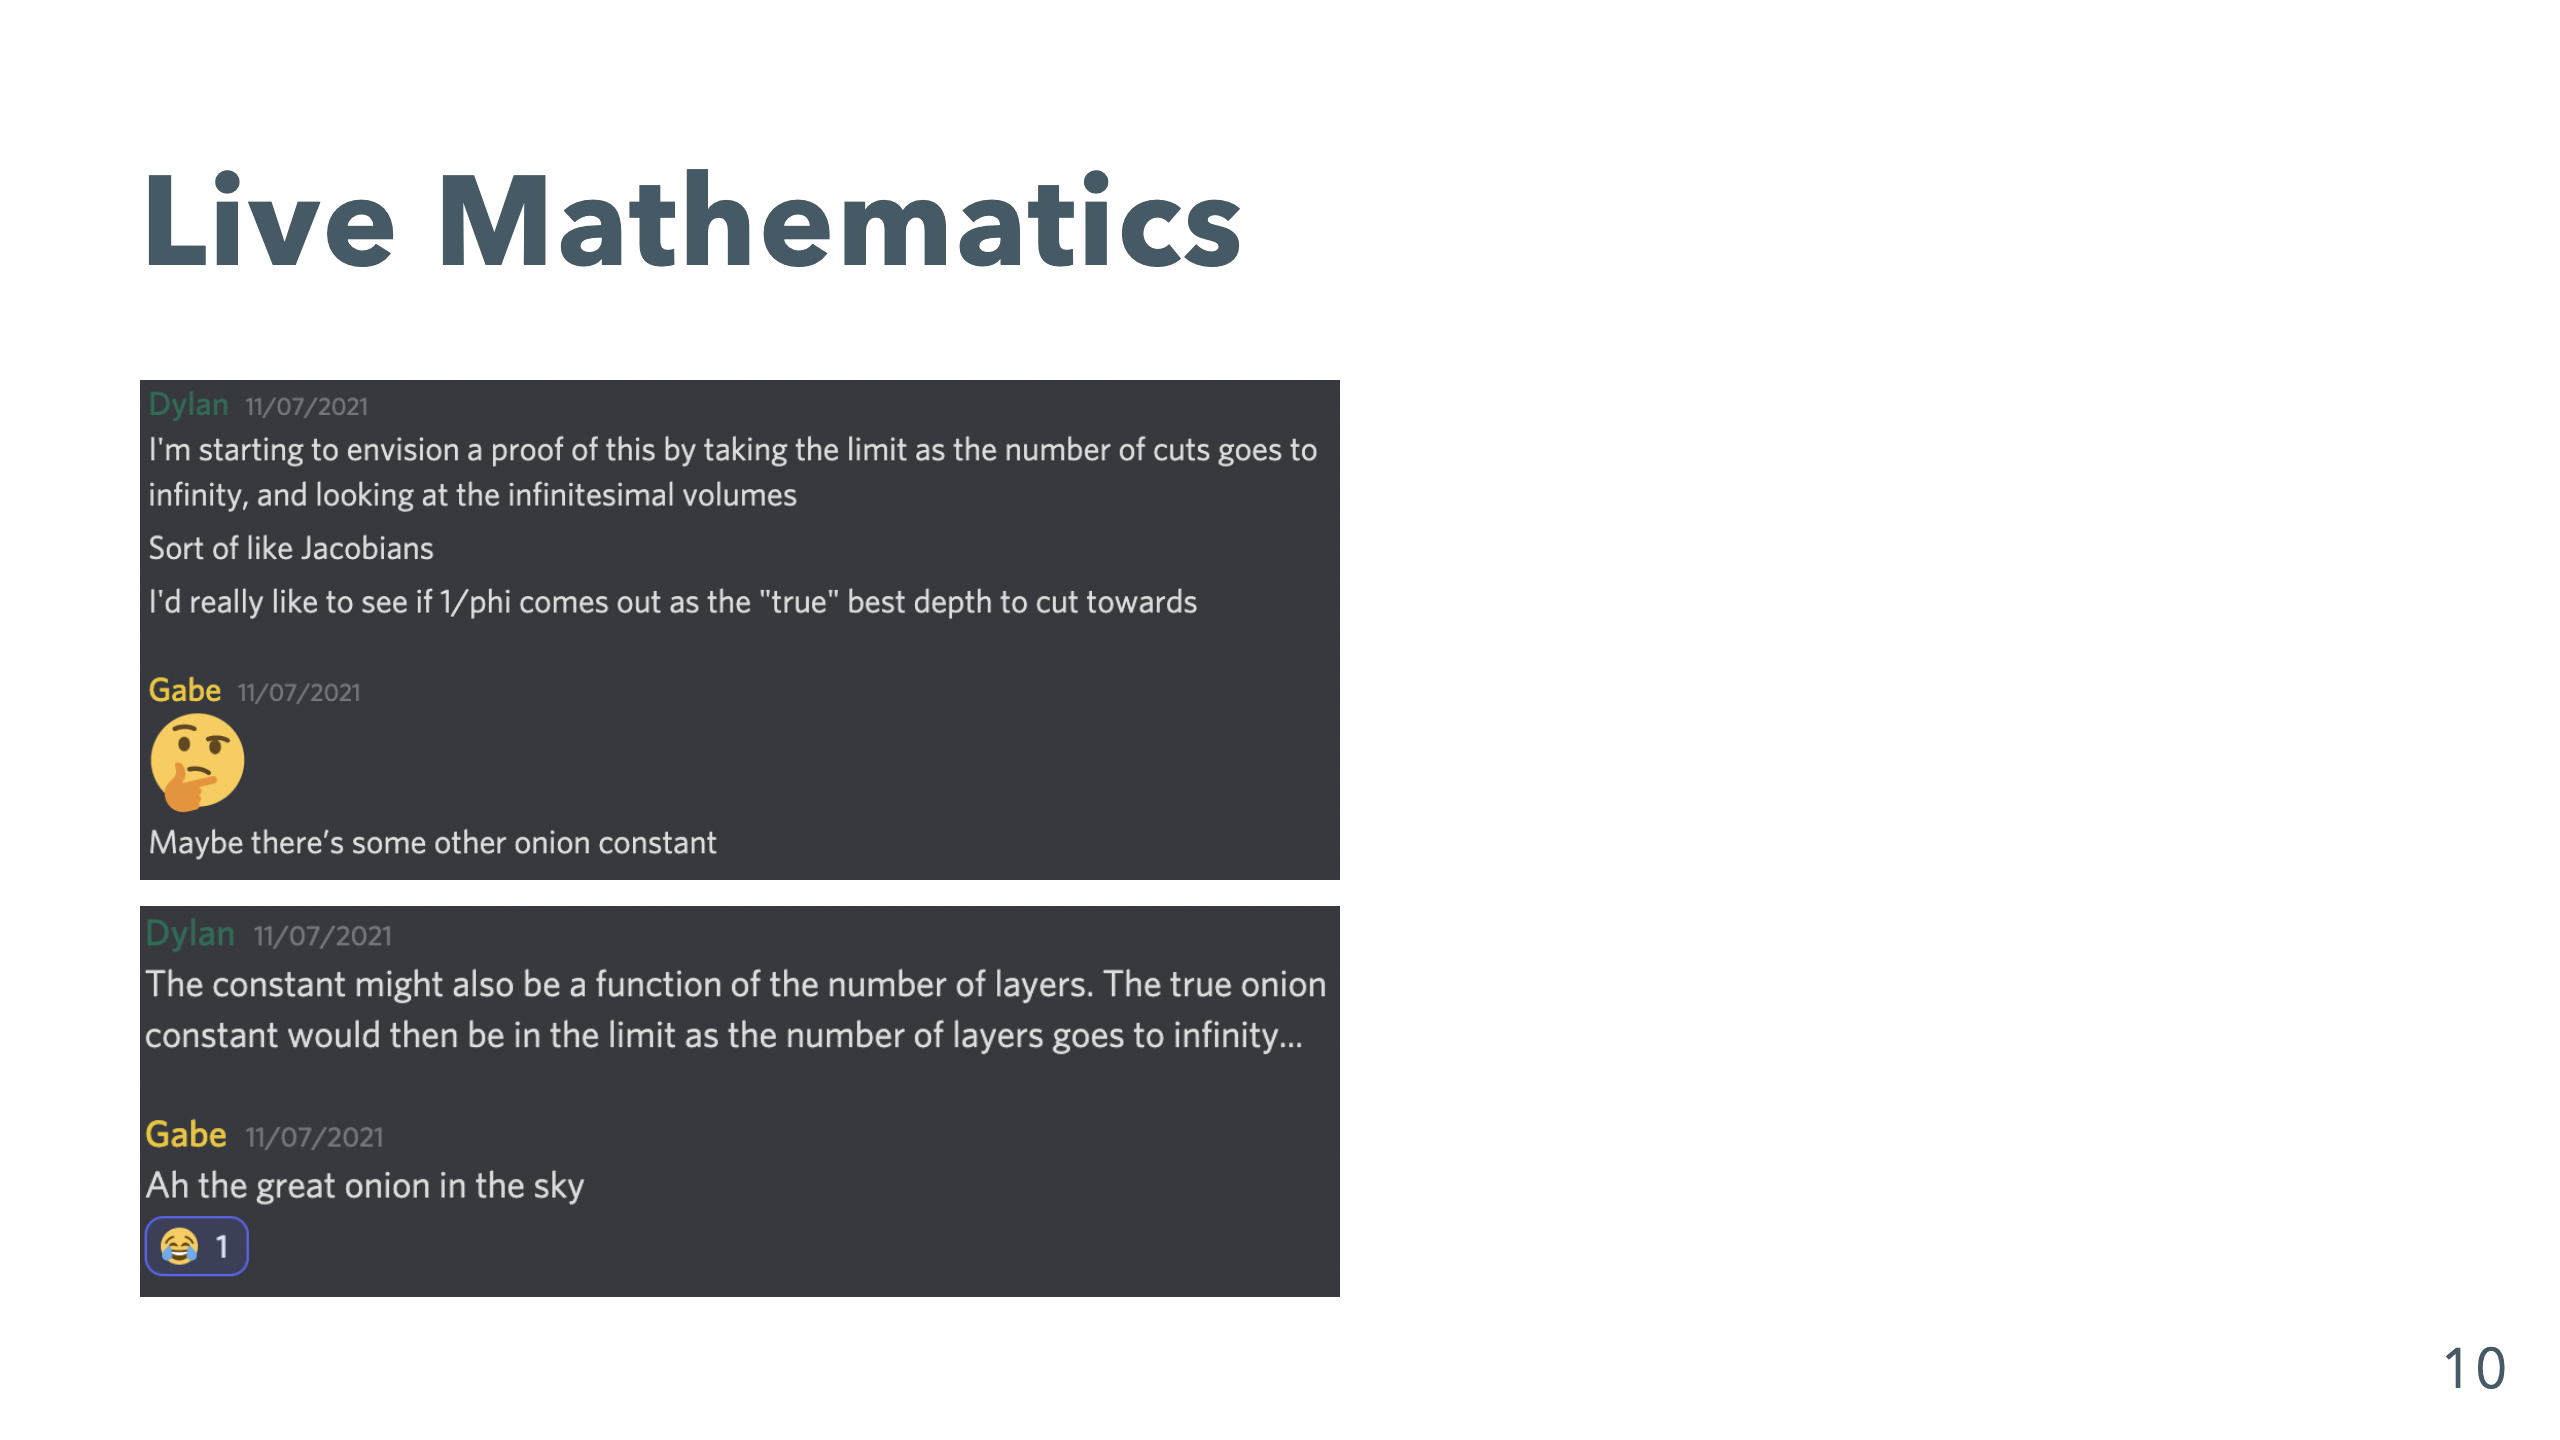 Live Mathematics
Dylan 11/07/2021
I'm starting to envision a proof of this by taking the limit as the number of cuts goes to
infinity, and looking at the infinitesimal volumes
Sort of like Jacobians
I'd really like to see if 1/phi comes out as the "true" best depth to cut towards
Gabe 11/07/2021
🤔
Maybe there’s some other onion constant
Dylan 11/07/2021
The constant might also be a function of the number of layers. The true onion
constant would then be in the limit as the number of layers goes to infinity...
Gabe 11/07/2021
Ah the great onion in the sky
😂 1
10